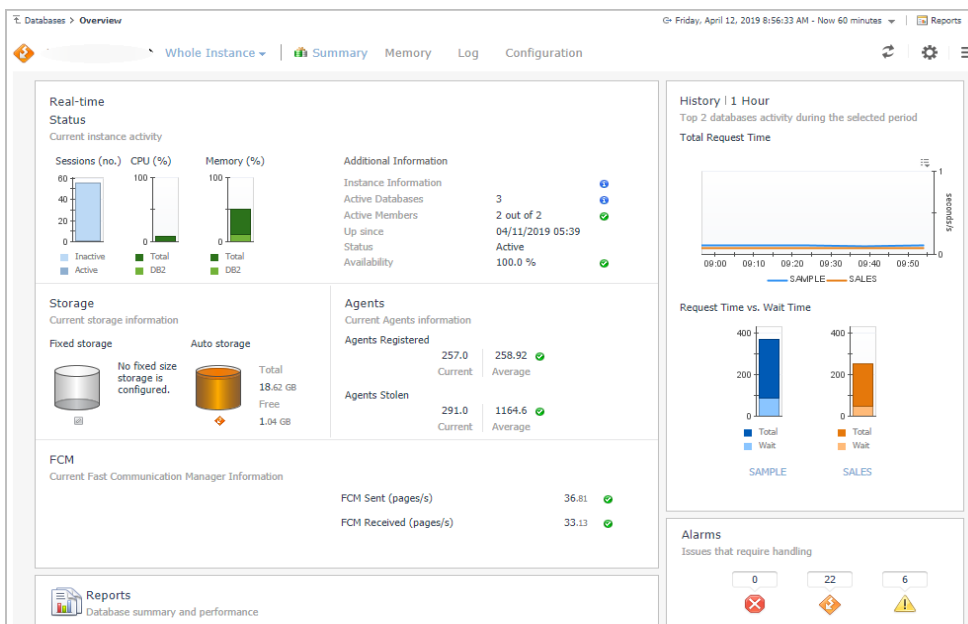 Databases > Overview
Friday, April 12, 2019 8:56:33 AM - Now 60 minutes
Reports
Whole Instance
Summary
Memory
Log
Configuration
Real-time
Status
Current instance activity
Sessions (no.)
CPU (%)
Memory (%)
60
40
20
0
100
0
100
0
Inactive
Active
Total
DB2
Total
DB2
Additional Information
Instance Information
Active Databases 3
Active Members 2 out of 2
Up since 04/11/2019 05:39
Status Active
Availability 100.0 %
Storage
Current storage information
Fixed storage
No fixed size
storage is
configured.
Auto storage
Total
18.62 GB
Free
1.04 GB
Agents
Current Agents information
Agents Registered
257.0 258.92
Current Average
Agents Stolen
291.0 1164.6
Current Average
FCM
Current Fast Communication Manager Information
FCM Sent (pages/s) 36.81
FCM Received (pages/s) 33.13
Reports
Database summary and performance
History | 1 Hour
Top 2 databases activity during the selected period
Total Request Time
1
seconds/s
0
09:00 09:10 09:20 09:30 09:40 09:50
SAMPLE SALES
Request Time vs. Wait Time
400
200
0
400
200
0
Total
Wait
Total
Wait
SAMPLE
SALES
Alarms
Issues that require handling
0 22 6